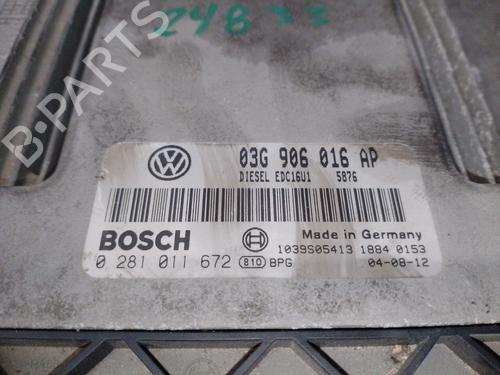 24833
03G 906 016 AP
DIESEL EDC16U1 5876
BOSCH
Made in Germany
1039S05413 1884 0153
0 281 011 672 810 BPG 04-08-12
B-Parts